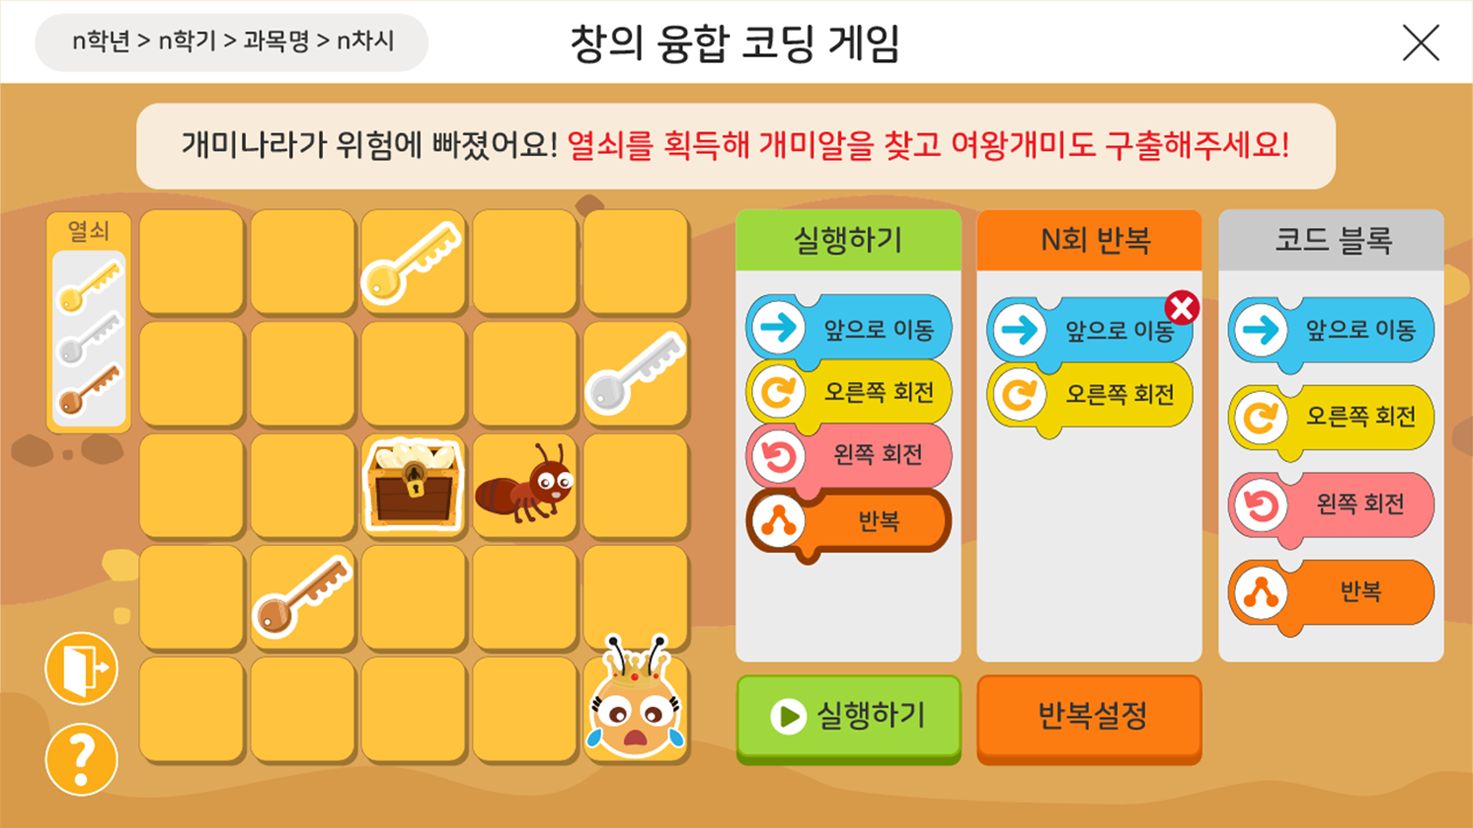 n학년 > n학기 > 과목명 > n차시
창의 융합 코딩 게임
개미나라가 위험에 빠졌어요! 열쇠를 획득해 개미알을 찾고 여왕개미도 구출해주세요!
열쇠
실행하기
앞으로 이동
오른쪽 회전
왼쪽 회전
반복
실행하기
N회 반복
앞으로 이동
오른쪽 회전
반복설정
코드 블록
앞으로 이동
오른쪽 회전
왼쪽 회전
반복
?